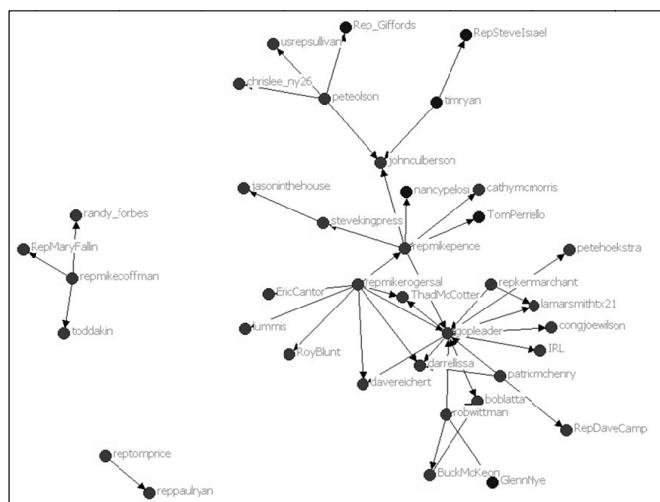 Rep_Giffords
RepSteveIsiael
usrepsullivan
chrislee_ny26
peteolson
timryan
johnculberson
jasoninthehouse
nancypelosi
cathymcmorris
randy_forbes
stevekingpress
TomPerriello
RepMaryFallin
repmikepence
petehoekstra
repmikecoffman
repmikerogersal
repkermarchant
EricCantor
ThadMcCotter
lamarsmithtx21
toddakin
lummis
gopleader
congjoewilson
RoyBlunt
IRL
darrellissa
davereichert
patrickmchenry
boblatta
robwittman
RepDaveCamp
reptomprice
BuckMcKeon
GlennNye
reppaulryan